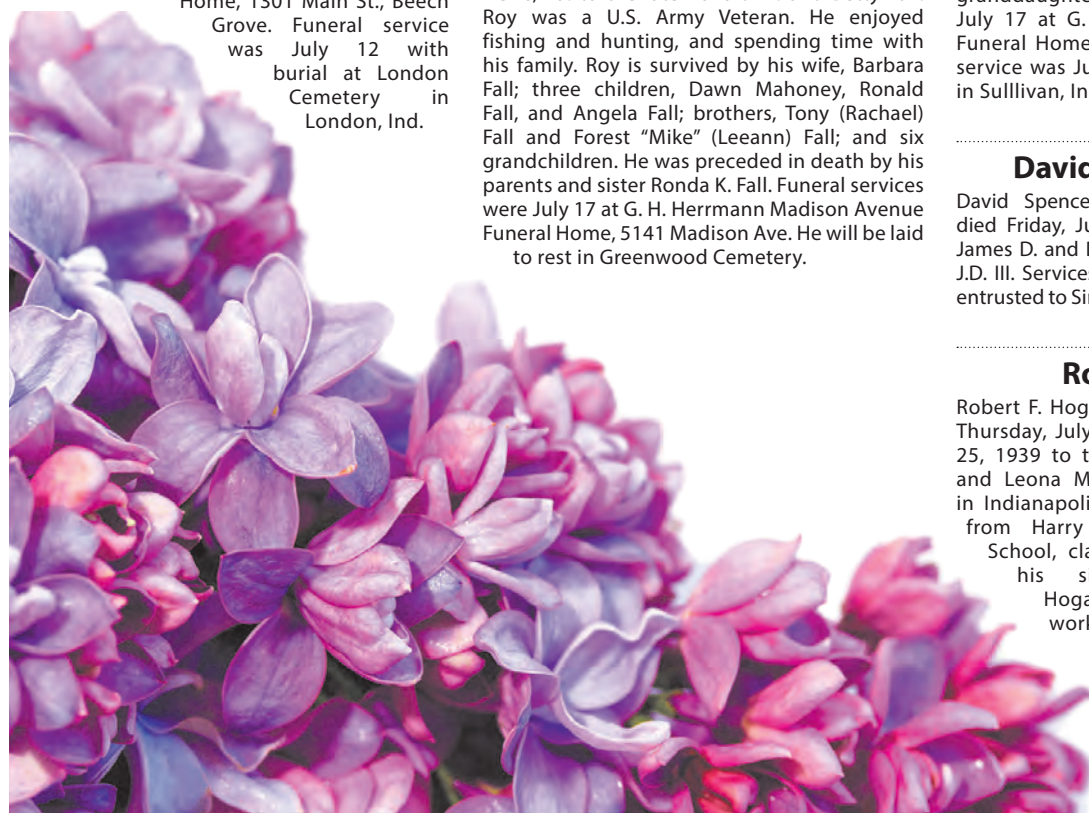 Home, 1301 Main St., Beech
Grove. Funeral service
was July 12 with
burial at London
Cemetery in
London, Ind.
Roy was a U.S. Army Veteran. He enjoyed
fishing and hunting, and spending time with
his family. Roy is survived by his wife, Barbara
Fall; three children, Dawn Mahoney, Ronald
Fall, and Angela Fall; brothers, Tony (Rachael)
Fall and Forest “Mike” (Leeann) Fall; and six
grandchildren. He was preceded in death by his
parents and sister Ronda K. Fall. Funeral services
were July 17 at G. H. Herrmann Madison Avenue
Funeral Home, 5141 Madison Ave. He will be laid
to rest in Greenwood Cemetery.
July 17 at G.
Funeral Home
service was Ju
in Sulllivan, In
David
David Spence
died Friday, Ju
James D. and
J.D. III. Service
entrusted to Si
Ro
Robert F. Hog
Thursday, July
25, 1939 to t
and Leona M
in Indianapoli
from Harry
School, cla
his s
Hoga
work